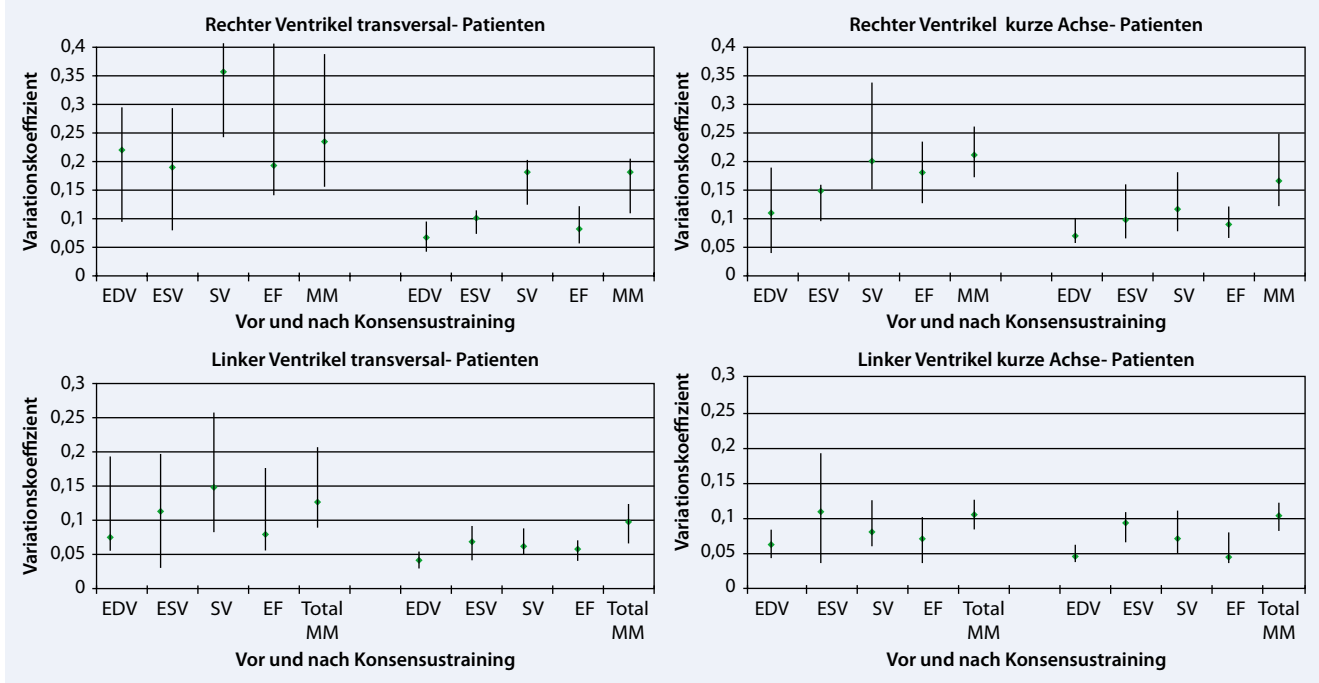 Rechter Ventrikel transversal- Patienten
Variationskoeffizient
0,4
0,35
0,3
0,25
0,2
0,15
0,1
0,05
0
EDV ESV SV EF MM EDV ESV SV EF MM
Vor und nach Konsensustraining
Rechter Ventrikel kurze Achse- Patienten
Variationskoeffizient
0,4
0,35
0,3
0,25
0,2
0,15
0,1
0,05
0
EDV ESV SV EF MM EDV ESV SV EF MM
Vor und nach Konsensustraining
Linker Ventrikel transversal- Patienten
Variationskoeffizient
0,3
0,25
0,2
0,15
0,1
0,05
0
EDV ESV SV EF Total EDV ESV SV EF Total
MM MM
Vor und nach Konsensustraining
Linker Ventrikel kurze Achse- Patienten
Variationskoeffizient
0,3
0,25
0,2
0,15
0,1
0,05
0
EDV ESV SV EF Total EDV ESV SV EF Total
MM MM
Vor und nach Konsensustraining